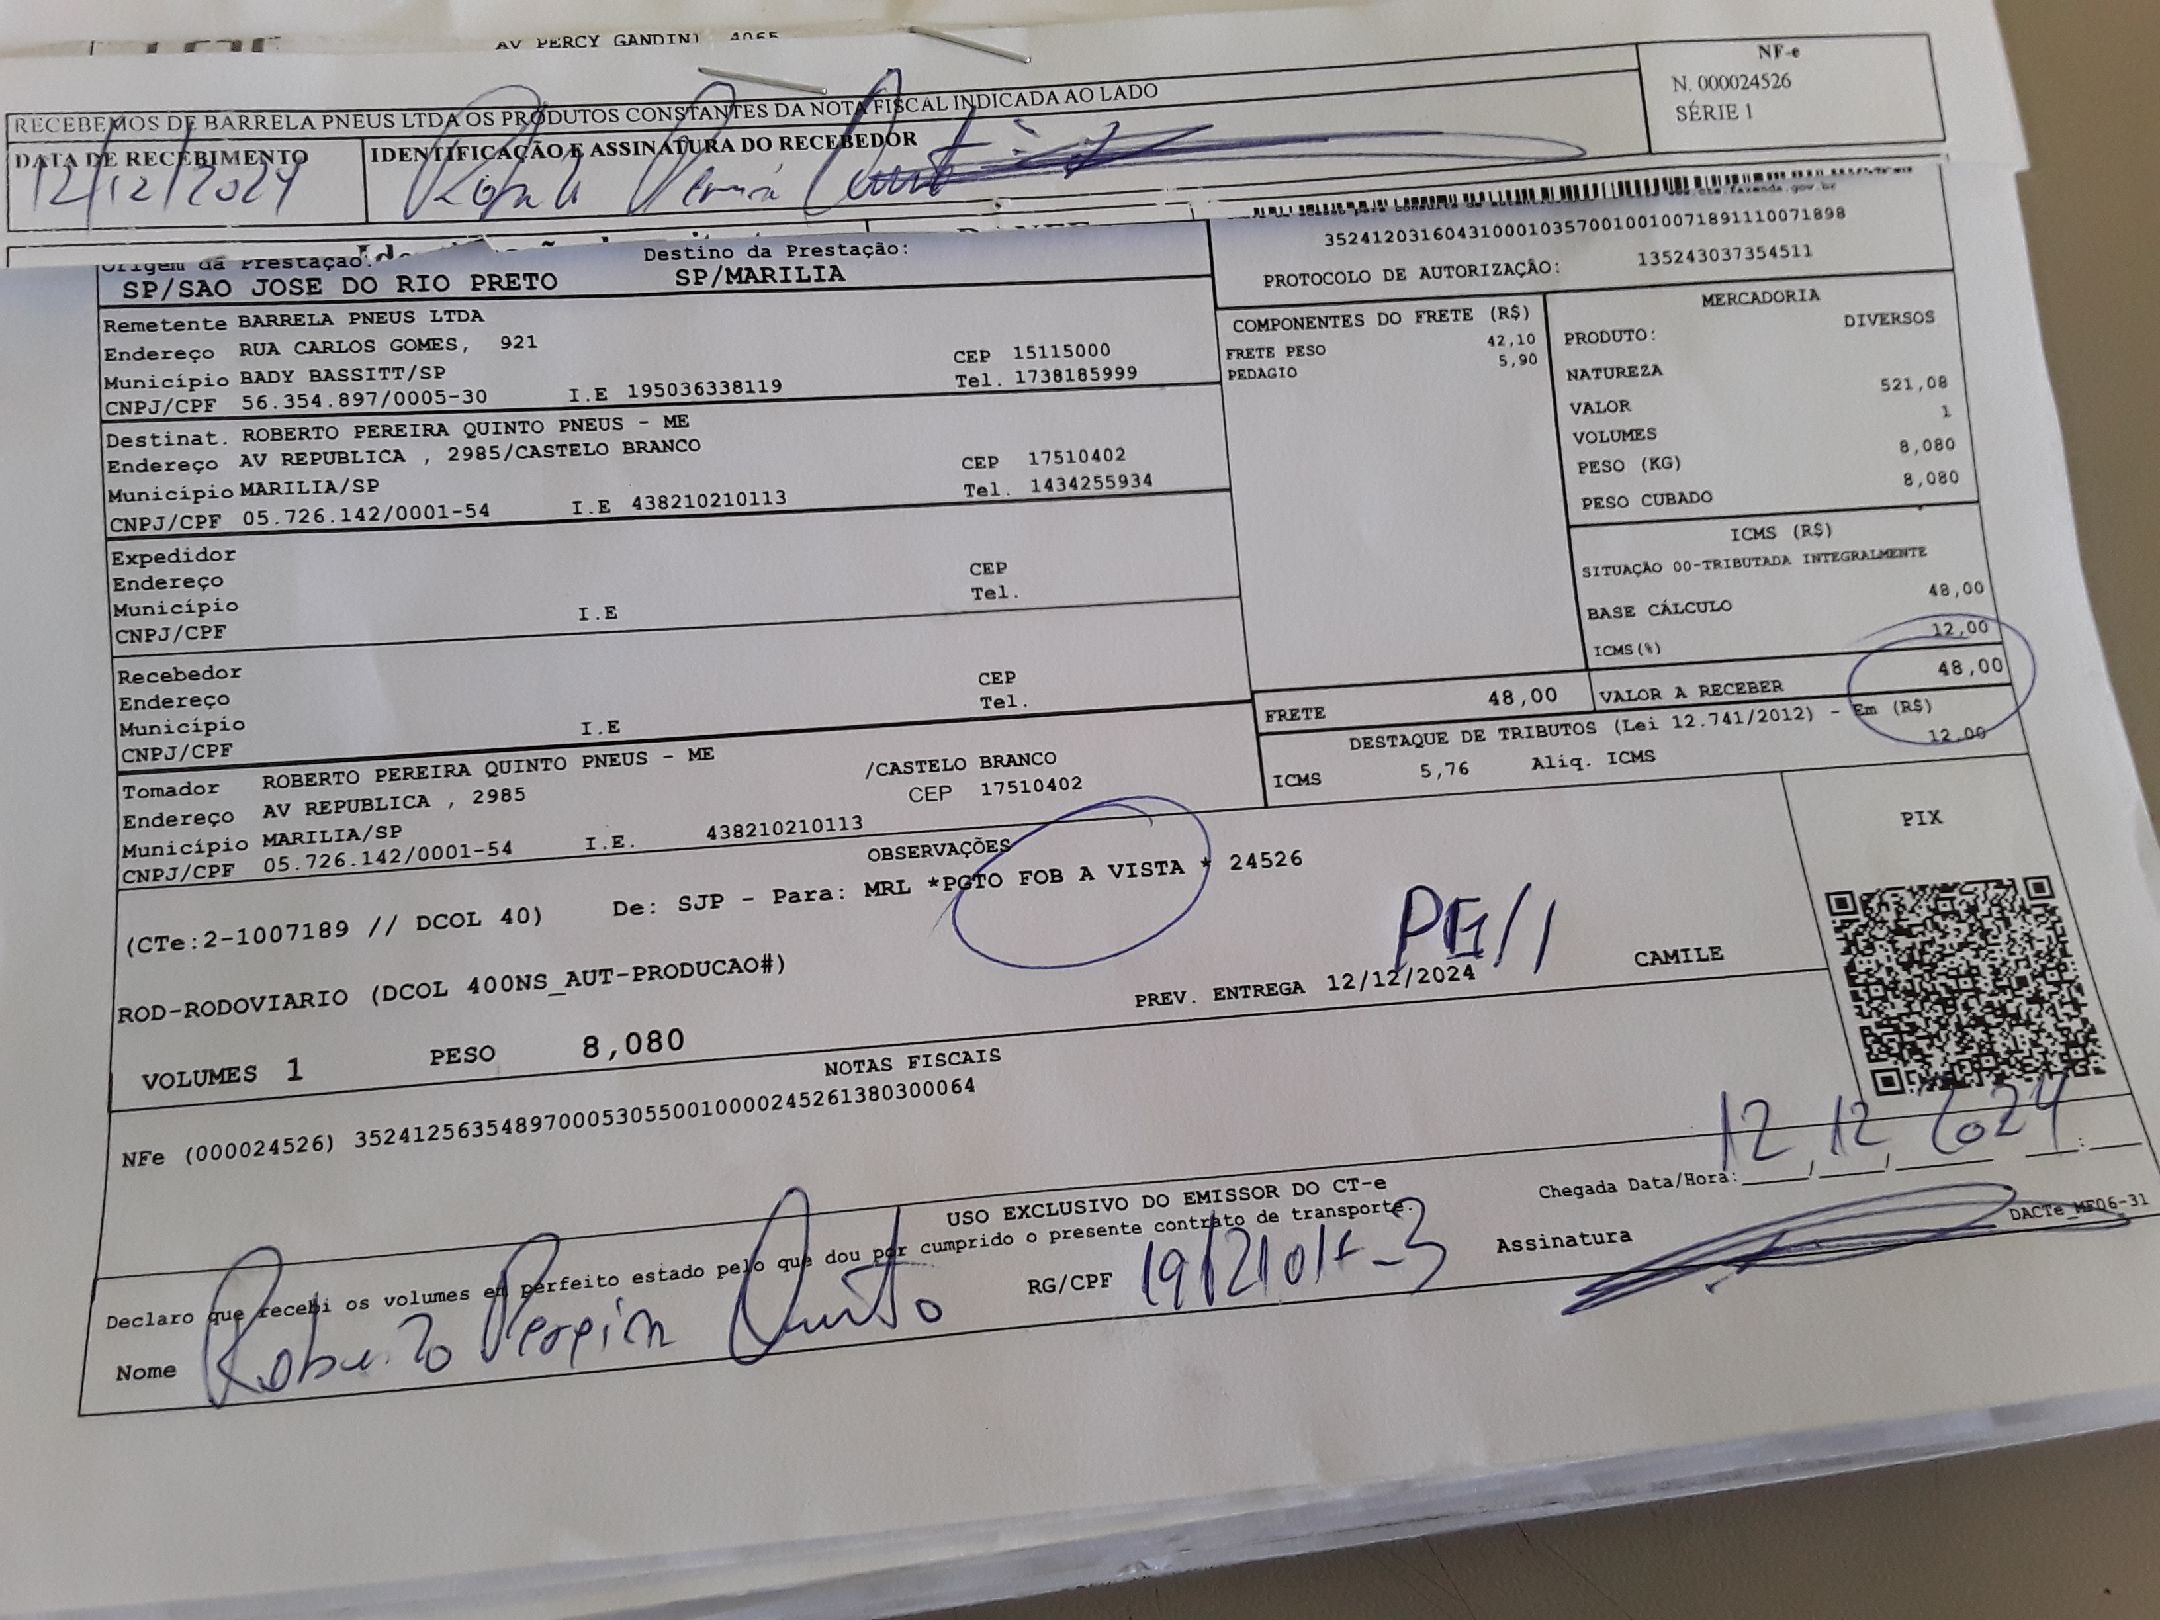 AV PERCY GANDINI 4065
RECEBEMOS DE BARRELA PNEUS LTDA OS PRODUTOS CONSTANTES DA NOTA FISCAL INDICADA AO LADO
NF-e
N. 000024526
SÉRIE 1
DATA DE RECEBIMENTO
12/12/2024
IDENTIFICAÇÃO E ASSINATURA DO RECEBEDOR
Origem da Prestação:
SP/SAO JOSE DO RIO PRETO
Destino da Prestação:
SP/MARILIA
35241203160431000103570010010071891110071898
PROTOCOLO DE AUTORIZAÇÃO: 135243037354511
Remetente BARRELA PNEUS LTDA
Endereço RUA CARLOS GOMES, 921 CEP 15115000
Município BADY BASSITT/SP Tel. 1738185999
CNPJ/CPF 56.354.897/0005-30 I.E 195036338119
Destinat. ROBERTO PEREIRA QUINTO PNEUS - ME
Endereço AV REPUBLICA , 2985/CASTELO BRANCO CEP 17510402
Município MARILIA/SP Tel. 1434255934
CNPJ/CPF 05.726.142/0001-54 I.E 438210210113
Expedidor
Endereço CEP
Município Tel.
CNPJ/CPF I.E
Recebedor
Endereço CEP
Município Tel.
CNPJ/CPF I.E
Tomador ROBERTO PEREIRA QUINTO PNEUS - ME
Endereço AV REPUBLICA , 2985 /CASTELO BRANCO
Município MARILIA/SP CEP 17510402
CNPJ/CPF 05.726.142/0001-54 I.E. 438210210113
COMPONENTES DO FRETE (R$)
FRETE PESO 42,10
PEDAGIO 5,90
MERCADORIA
PRODUTO: DIVERSOS
NATUREZA
VALOR 521,08
VOLUMES 1
PESO (KG) 8,080
PESO CUBADO 8,080
ICMS (R$)
SITUAÇÃO 00-TRIBUTADA INTEGRALMENTE
BASE CÁLCULO 48,00
ICMS(%) 12,00
FRETE 48,00
VALOR A RECEBER 48,00
DESTAQUE DE TRIBUTOS (Lei 12.741/2012) - Em (R$)
ICMS 5,76 Aliq. ICMS 12,00
OBSERVAÇÕES
(CTe:2-1007189 // DCOL 40) De: SJP - Para: MRL *PGTO FOB A VISTA * 24526
PIX
PG//
ROD-RODOVIARIO (DCOL 400NS_AUT-PRODUCAO#)
PREV. ENTREGA 12/12/2024 CAMILE
VOLUMES 1 PESO 8,080
NOTAS FISCAIS
NFe (000024526) 35241256354897000530550010000245261380300064
USO EXCLUSIVO DO EMISSOR DO CT-e
Declaro que recebi os volumes em perfeito estado pelo que dou por cumprido o presente contrato de transporte.
Chegada Data/Hora: 12/12/2024
Nome Roberto Pereira Quinto
RG/CPF
Assinatura
DACTe_MF06-31